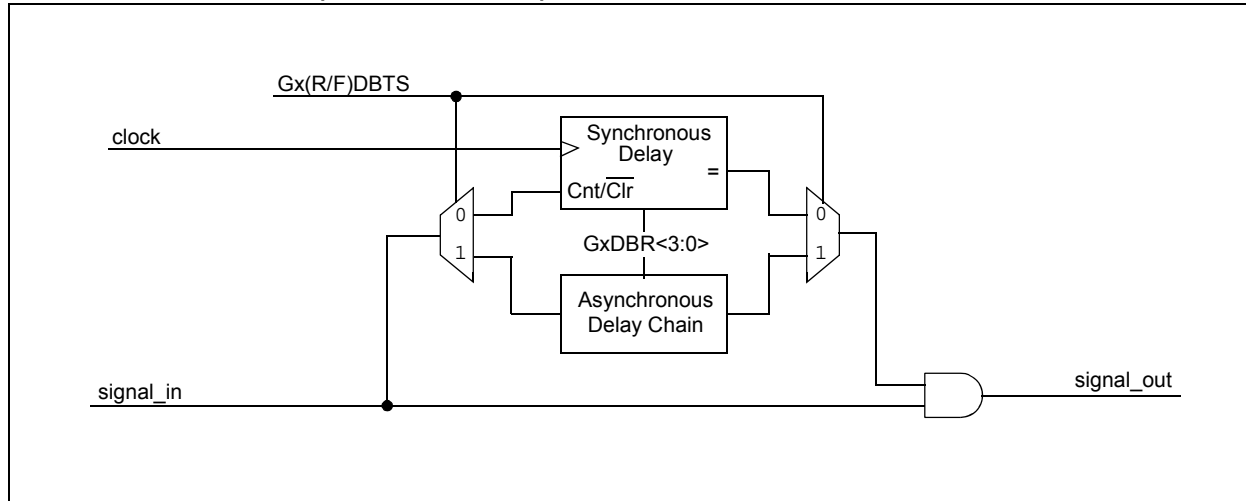 Gx(R/F)DBTS
clock
Synchronous
Delay
=
Cnt/Clr
0
0
GxDBR<3:0>
1
1
Asynchronous
Delay Chain
signal_in
signal_out